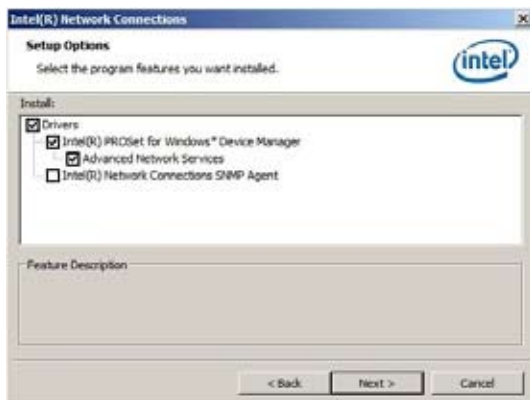 Intel(R) Network Connections
Setup Options
Select the program features you want installed.
intel
Install:
Drivers
Intel(R) PROSet for Windows* Device Manager
Advanced Network Services
Intel(R) Network Connections SNMP Agent
Feature Description
< Back
Next >
Cancel